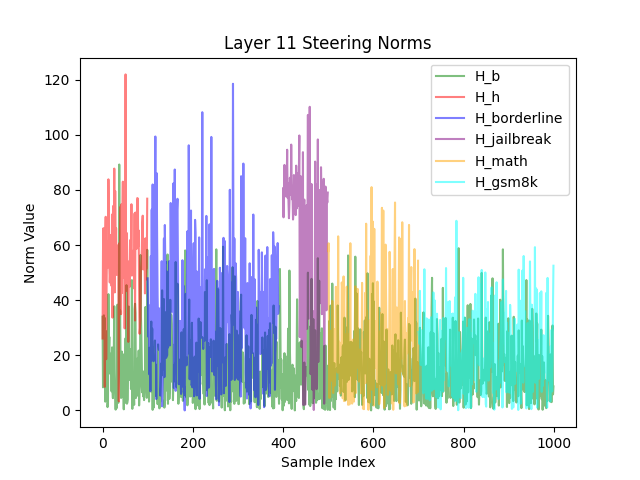 Layer 11 Steering Norms
Norm Value
120
100
80
60
40
20
0
0
200
400
600
800
1000
Sample Index
H_b
H_h
H_borderline
H_jailbreak
H_math
H_gsm8k